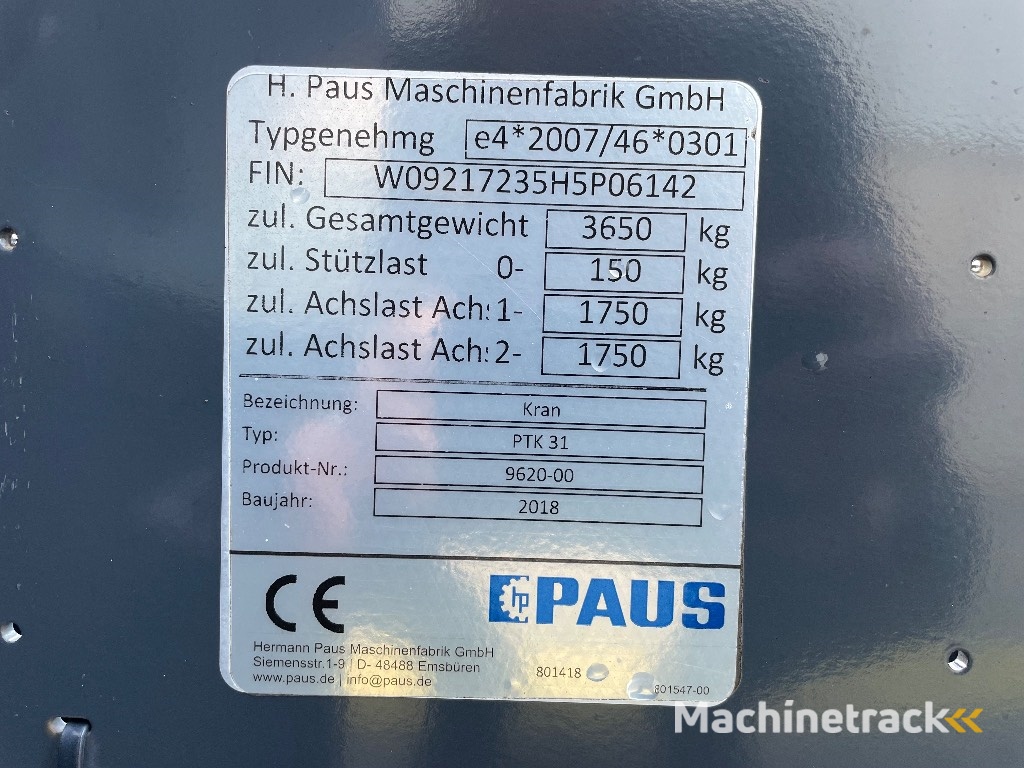 H. Paus Maschinenfabrik GmbH
Typgenehmg e4*2007/46*0301
FIN: W09217235H5P06142
zul. Gesamtgewicht 3650 kg
zul. Stützlast 0- 150 kg
zul. Achslast Ach: 1- 1750 kg
zul. Achslast Ach: 2- 1750 kg
Bezeichnung: Kran
Typ: PTK 31
Produkt-Nr.: 9620-00
Baujahr: 2018
CE hp PAUS
Hermann Paus Maschinenfabrik GmbH
Siemensstr.1-9 | D- 48488 Emsbüren
www.paus.de | info@paus.de
801418
801547-00
Machinetrack